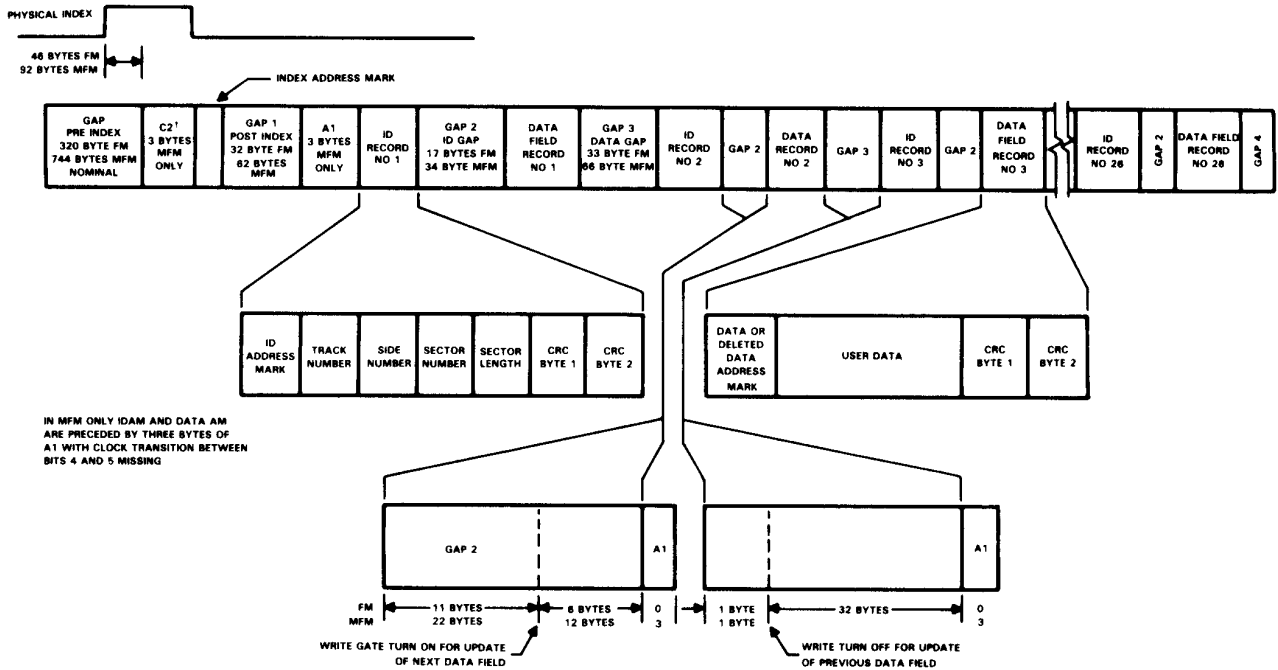 PHYSICAL INDEX
46 BYTES FM
92 BYTES MFM
INDEX ADDRESS MARK
GAP
PRE INDEX
320 BYTE FM
744 BYTES MFM
NOMINAL
C2†
3 BYTES
MFM
ONLY
GAP 1
POST INDEX
32 BYTE FM
62 BYTES
MFM
A1
3 BYTES
MFM
ONLY
ID
RECORD
NO 1
GAP 2
ID GAP
17 BYTES FM
34 BYTE MFM
DATA
FIELD
RECORD
NO 1
GAP 3
DATA GAP
33 BYTE FM
66 BYTE MFM
ID
RECORD
NO 2
GAP 2
DATA
RECORD
NO 2
GAP 3
ID
RECORD
NO 3
GAP 2
DATA
FIELD
RECORD
NO 3
ID
RECORD
NO 26
GAP 2
DATA FIELD
RECORD
NO 26
GAP 4
ID
ADDRESS
MARK
TRACK
NUMBER
SIDE
NUMBER
SECTOR
NUMBER
SECTOR
LENGTH
CRC
BYTE 1
CRC
BYTE 2
DATA OR
DELETED
DATA
ADDRESS
MARK
USER DATA
CRC
BYTE 1
CRC
BYTE 2
IN MFM ONLY IDAM AND DATA AM
ARE PRECEDED BY THREE BYTES OF
A1 WITH CLOCK TRANSITION BETWEEN
BITS 4 AND 5 MISSING
GAP 2
A1
A1
FM 11 BYTES 6 BYTES 0 1 BYTE 32 BYTES 0
MFM 22 BYTES 12 BYTES 3 1 BYTE 3
WRITE GATE TURN ON FOR UPDATE
OF NEXT DATA FIELD
WRITE TURN OFF FOR UPDATE
OF PREVIOUS DATA FIELD